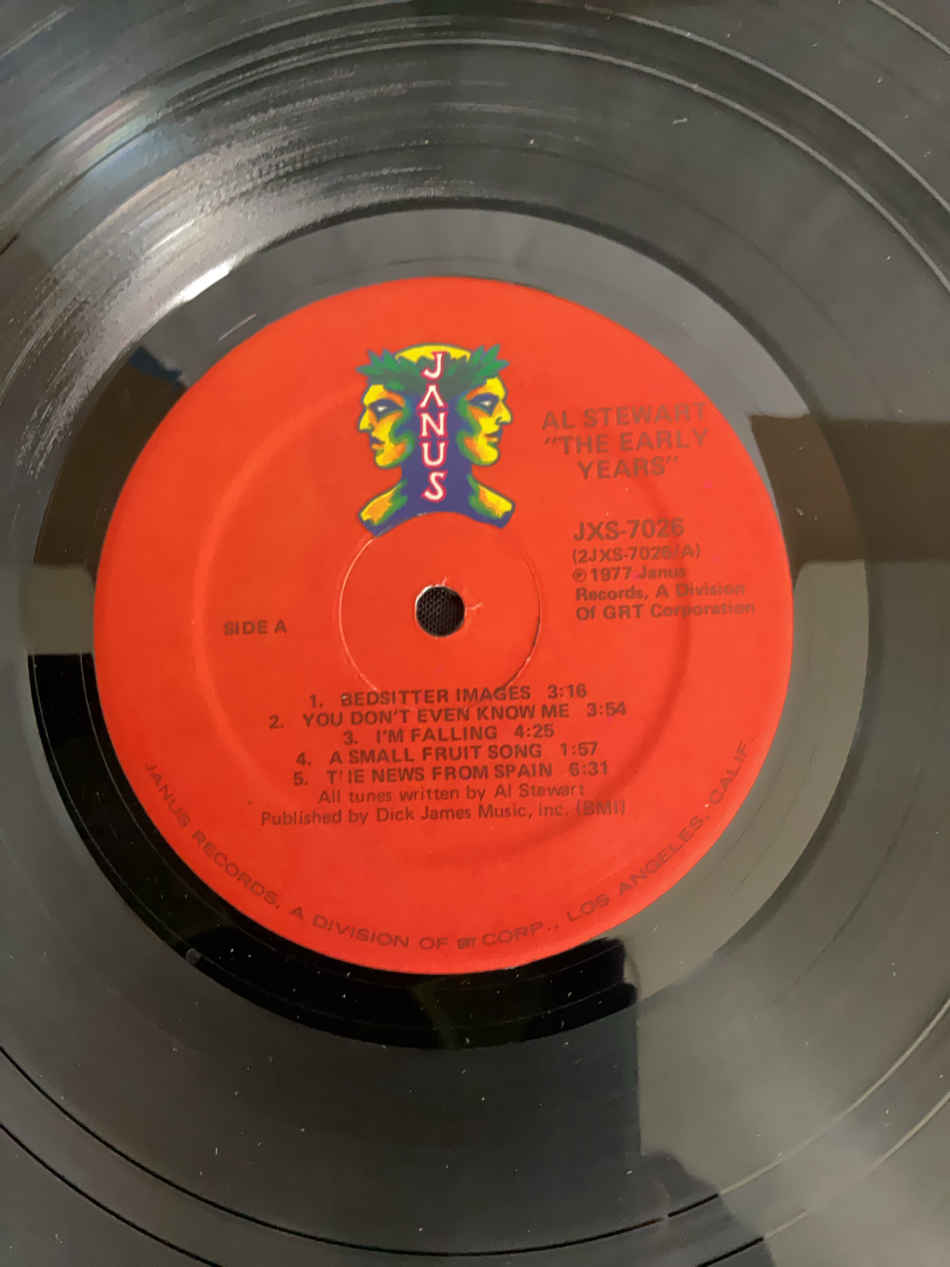 JANUS
AL STEWART
"THE EARLY
YEARS"
JXS-7026
(2JXS-7026/A)
℗ 1977 Janus
Records, A Division
Of GRT Corporation
SIDE A
1. BEDSITTER IMAGES 3:16
2. YOU DON'T EVEN KNOW ME 3:54
3. I'M FALLING 4:25
4. A SMALL FRUIT SONG 1:57
5. THE NEWS FROM SPAIN 6:31
All tunes written by Al Stewart
Published by Dick James Music, Inc. (BMI)
JANUS RECORDS, A DIVISION OF GRT CORP., LOS ANGELES, CALIF